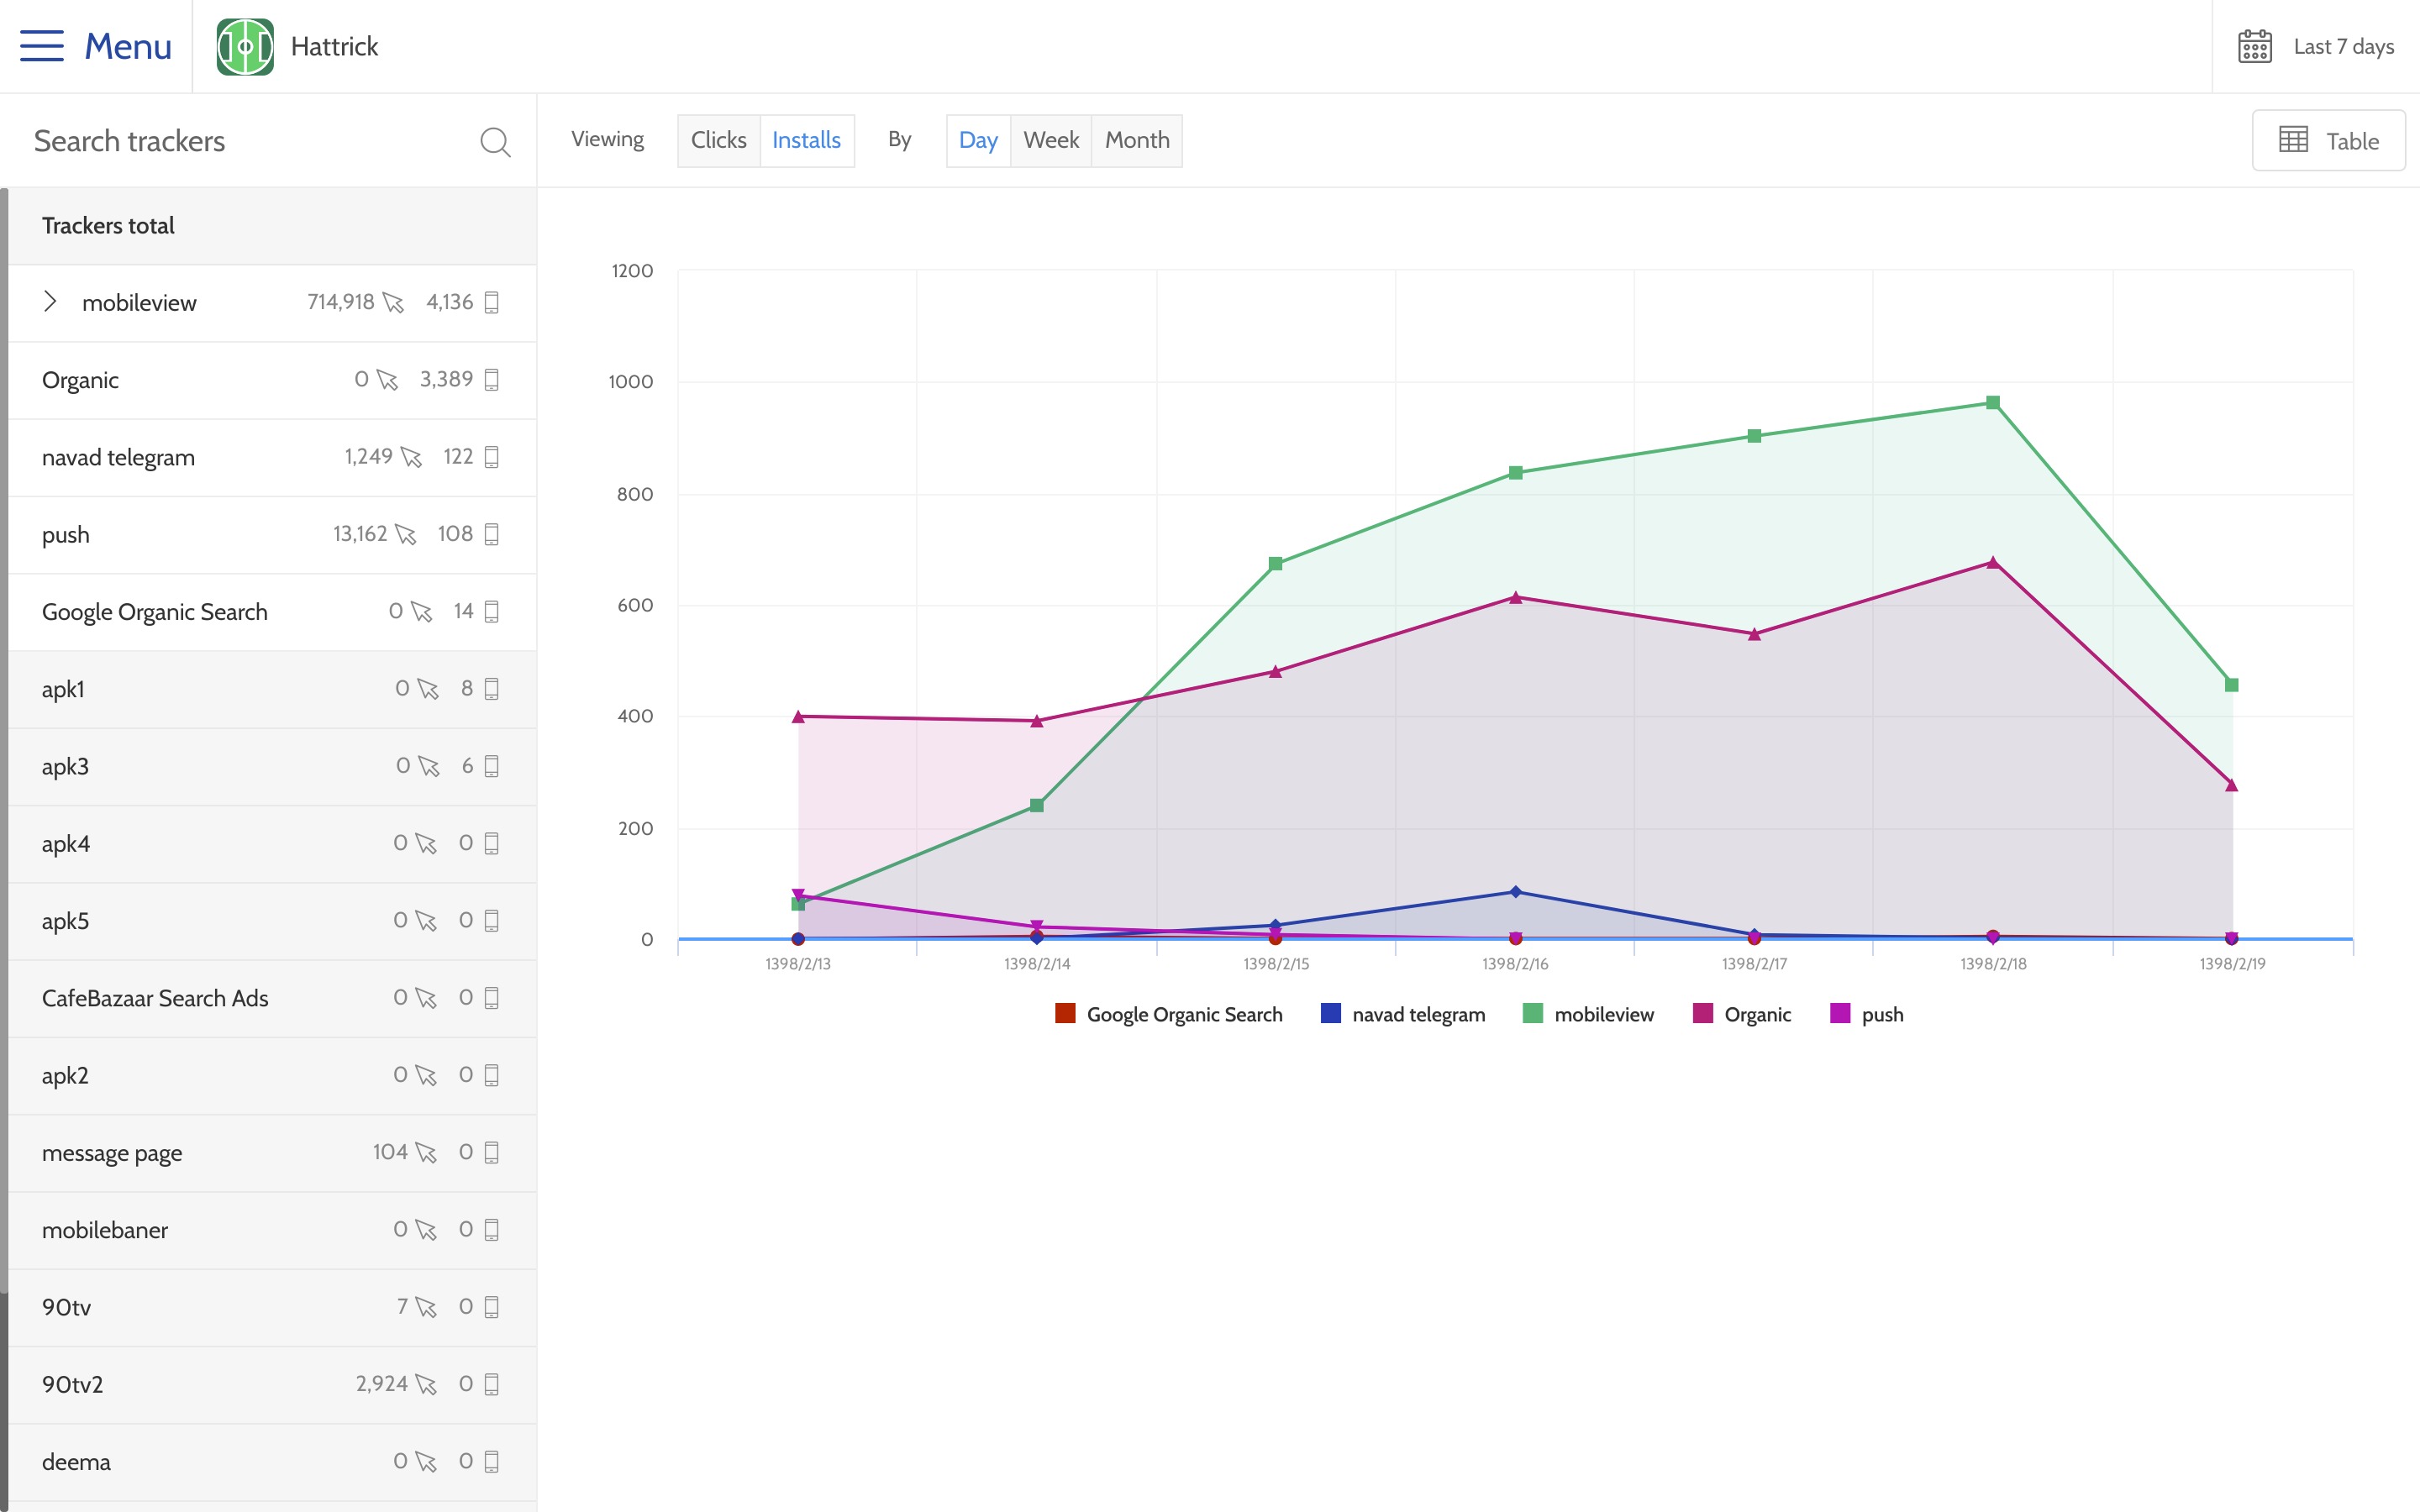 Menu
Hattrick
Last 7 days
Search trackers
Viewing Clicks Installs By Day Week Month
Table
Trackers total
mobileview 714,918 4,136
Organic 0 3,389
navad telegram 1,249 122
push 13,162 108
Google Organic Search 0 14
apk1 0 8
apk3 0 6
apk4 0 0
apk5 0 0
CafeBazaar Search Ads 0 0
apk2 0 0
message page 104 0
mobilebaner 0 0
90tv 7 0
90tv2 2,924 0
deema 0 0
1200
1000
800
600
400
200
0
1398/2/13 1398/2/14 1398/2/15 1398/2/16 1398/2/17 1398/2/18 1398/2/19
Google Organic Search navad telegram mobileview Organic push